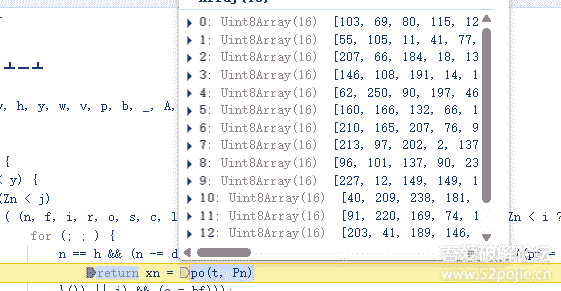 0: Uint8Array(16) [103, 69, 80, 115, 12
1: Uint8Array(16) [55, 105, 11, 41, 77,
2: Uint8Array(16) [207, 66, 184, 18, 13
3: Uint8Array(16) [146, 108, 191, 14, 1
, h, y, w, v, p, b, _, A,
4: Uint8Array(16) [62, 250, 90, 197, 46
5: Uint8Array(16) [160, 166, 132, 66, 1
{
6: Uint8Array(16) [210, 165, 207, 76, 9
y) {
7: Uint8Array(16) [213, 97, 202, 2, 137
Zn < j)
8: Uint8Array(16) [96, 101, 137, 90, 23
( (n, f, i, r, o, s, c, l
9: Uint8Array(16) [227, 12, 149, 149, 1
Zn < i ?
for (; ; ) {
10: Uint8Array(16) [40, 209, 238, 181,
11: Uint8Array(16) [91, 220, 169, 74, 1
n == h && (n -= d
12: Uint8Array(16) [203, 41, 189, 146,
return xn = po(t, Pn)
吾爱破解论坛
www.52pojie.cn